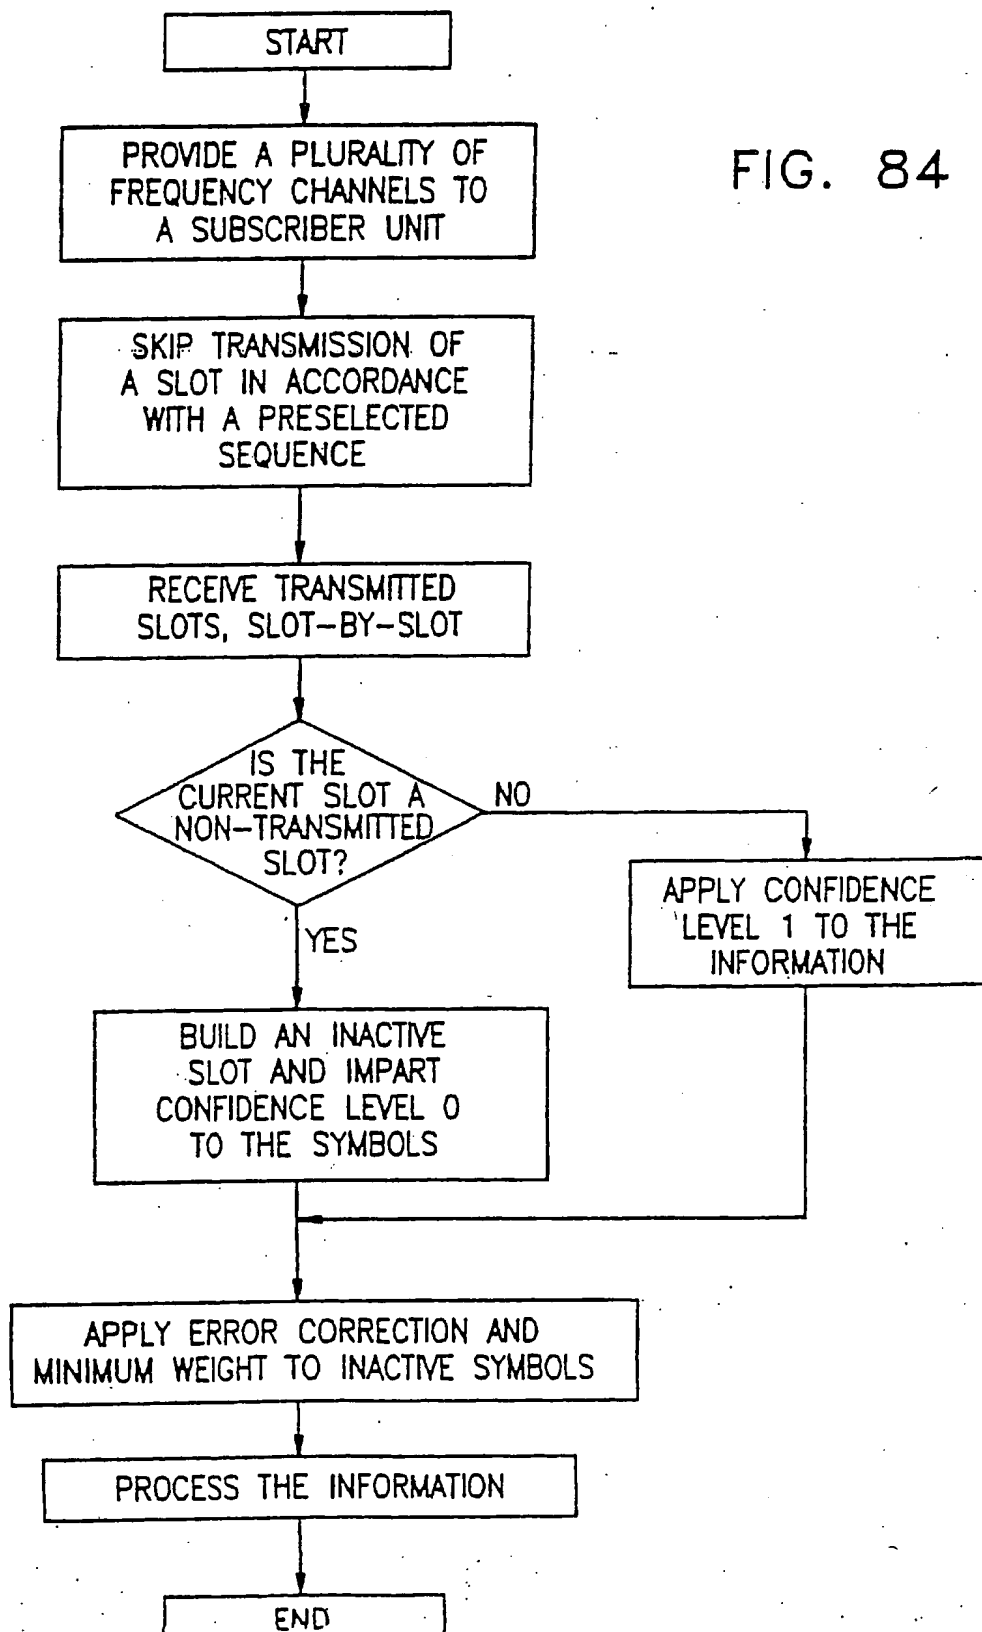 START
FIG. 84
PROVIDE A PLURALITY OF
FREQUENCY CHANNELS TO
A SUBSCRIBER UNIT
SKIP TRANSMISSION OF
A SLOT IN ACCORDANCE
WITH A PRESELECTED
SEQUENCE
RECEIVE TRANSMITTED
SLOTS, SLOT-BY-SLOT
IS THE
CURRENT SLOT A
NON-TRANSMITTED
SLOT?
NO
APPLY CONFIDENCE
LEVEL 1 TO THE
INFORMATION
YES
BUILD AN INACTIVE
SLOT AND IMPART
CONFIDENCE LEVEL 0
TO THE SYMBOLS
APPLY ERROR CORRECTION AND
MINIMUM WEIGHT TO INACTIVE SYMBOLS
PROCESS THE INFORMATION
END